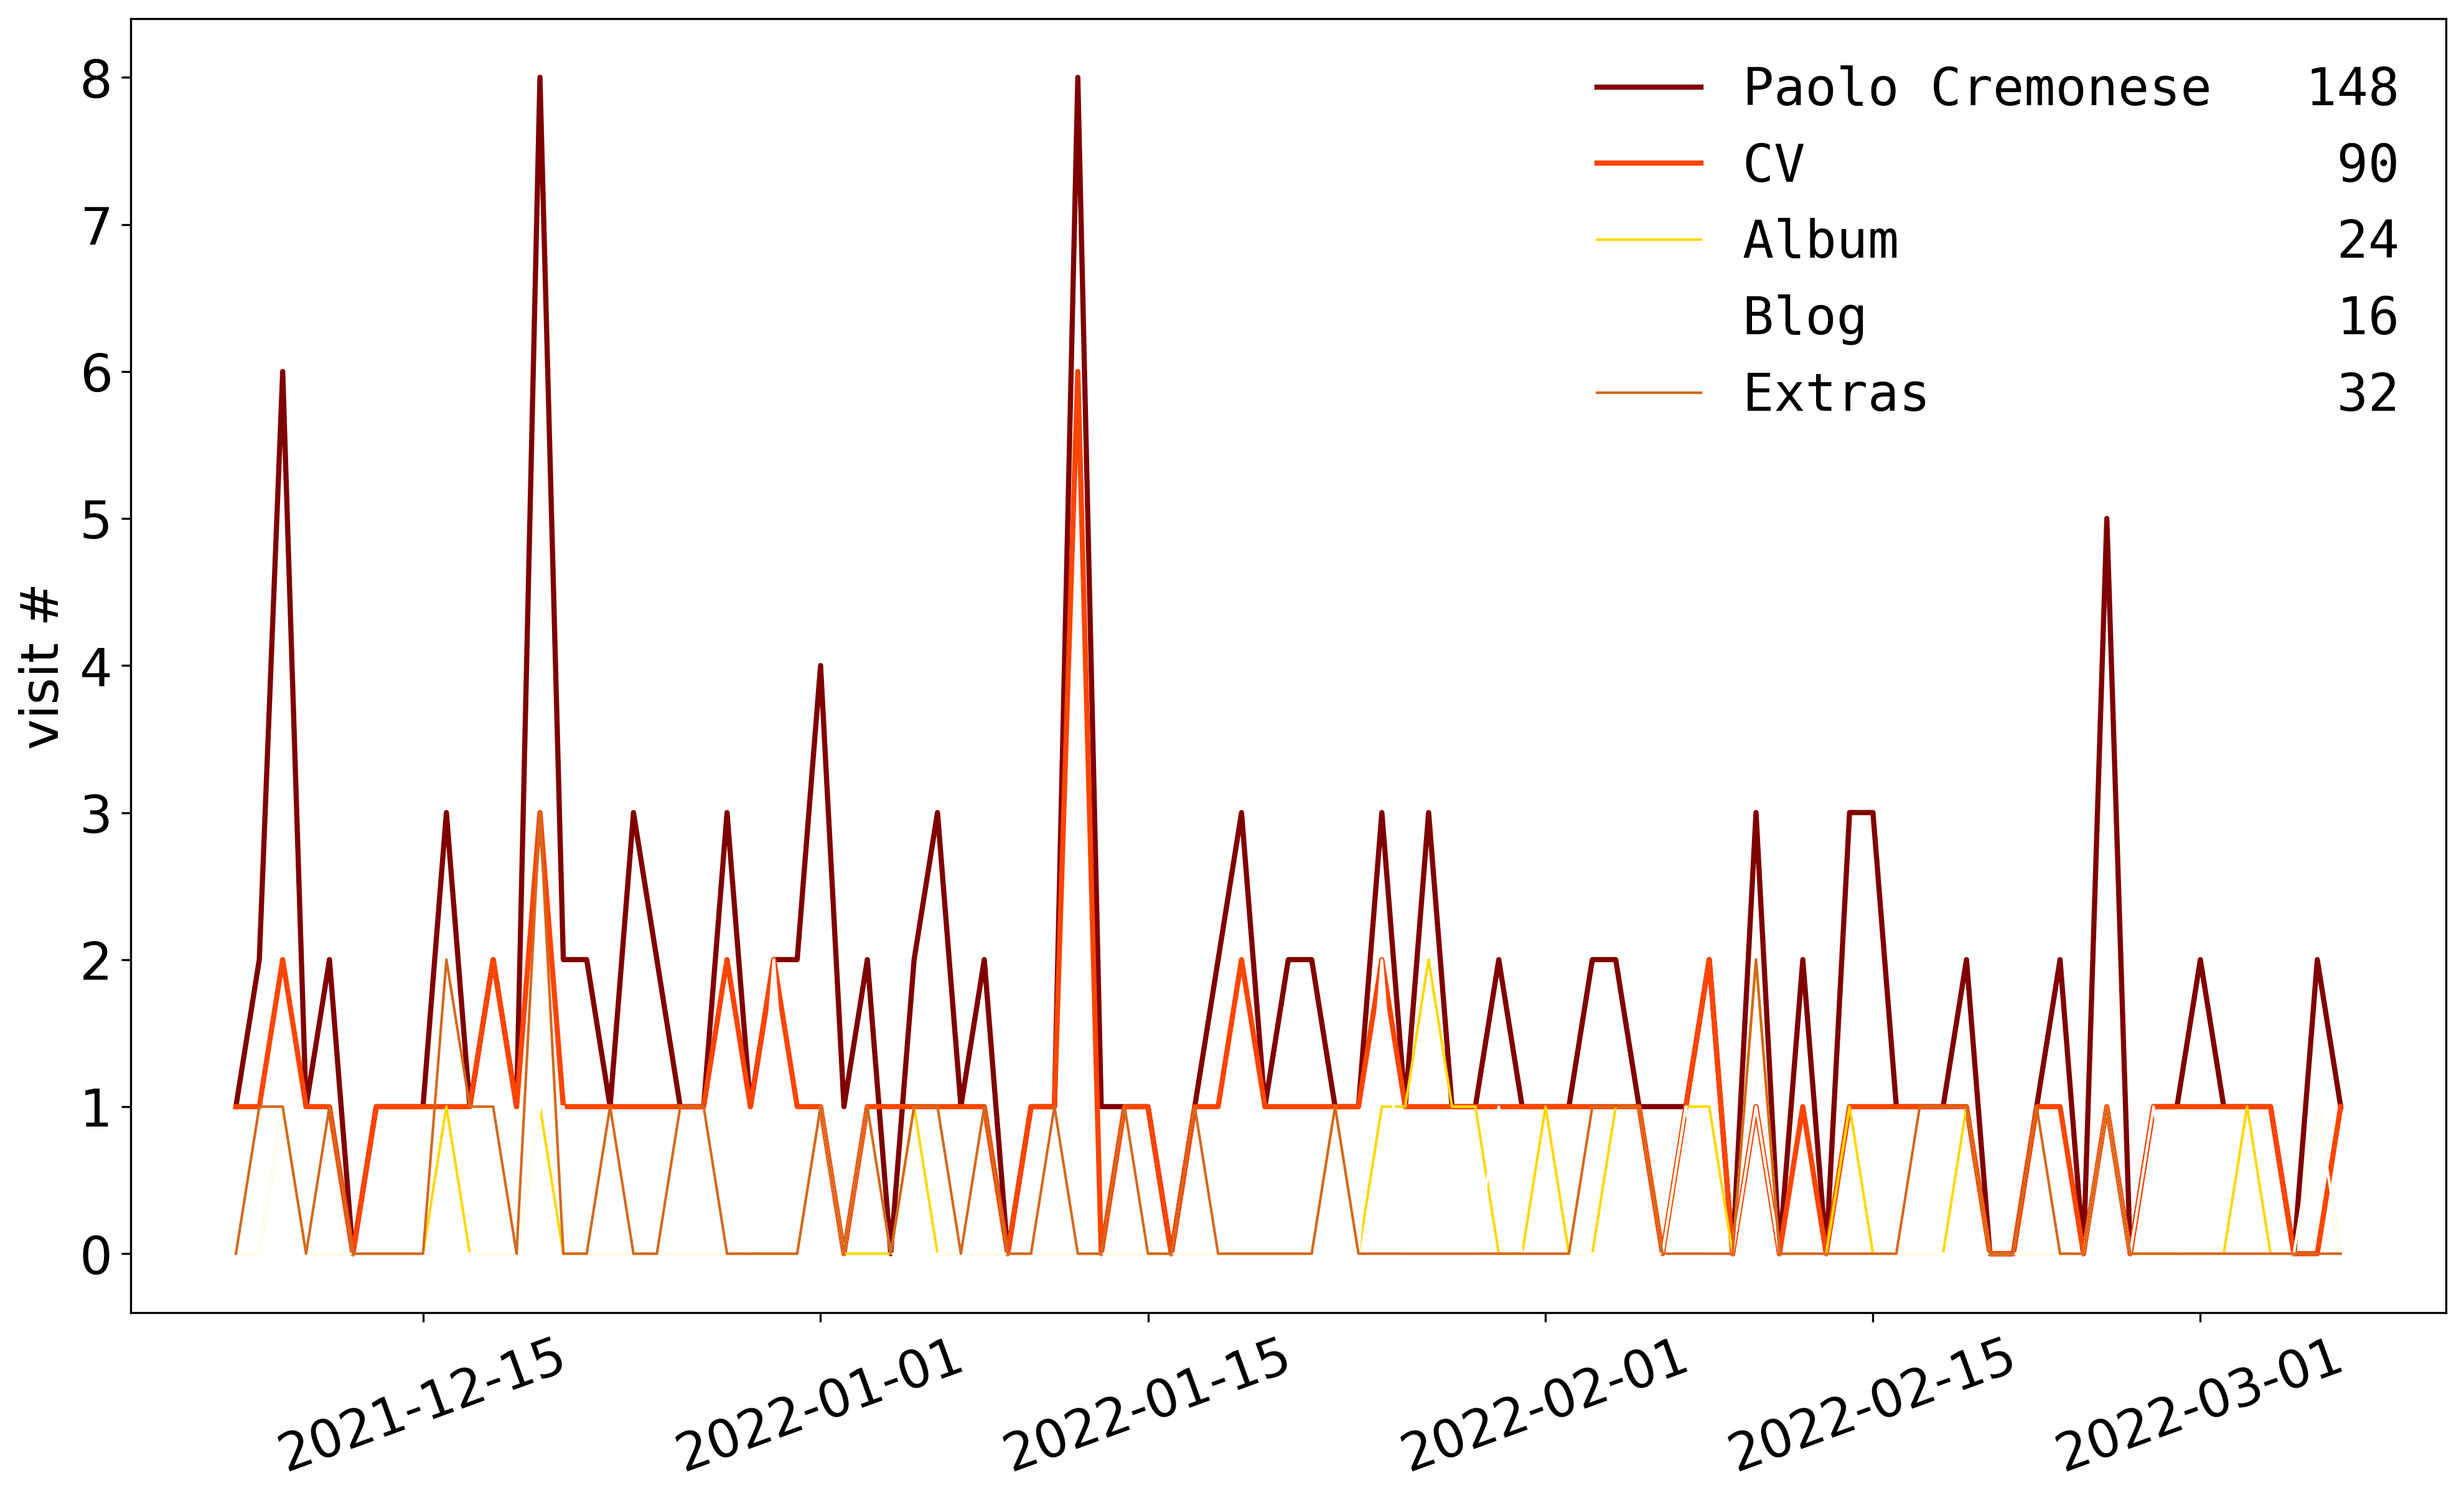 8
7
6
5
4
3
2
1
0
visit #
Paolo Cremonese 148
CV 90
Album 24
Blog 16
Extras 32
2021-12-15
2022-01-01
2022-01-15
2022-02-01
2022-02-15
2022-03-01